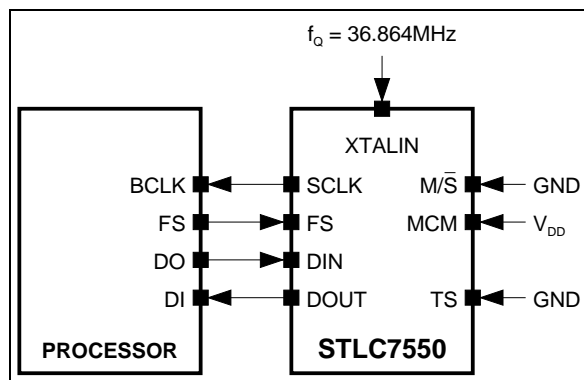 f_Q = 36.864MHz
XTALIN
BCLK SCLK M/S̅ GND
FS FS MCM V_DD
DO DIN
DI DOUT TS GND
PROCESSOR STLC7550